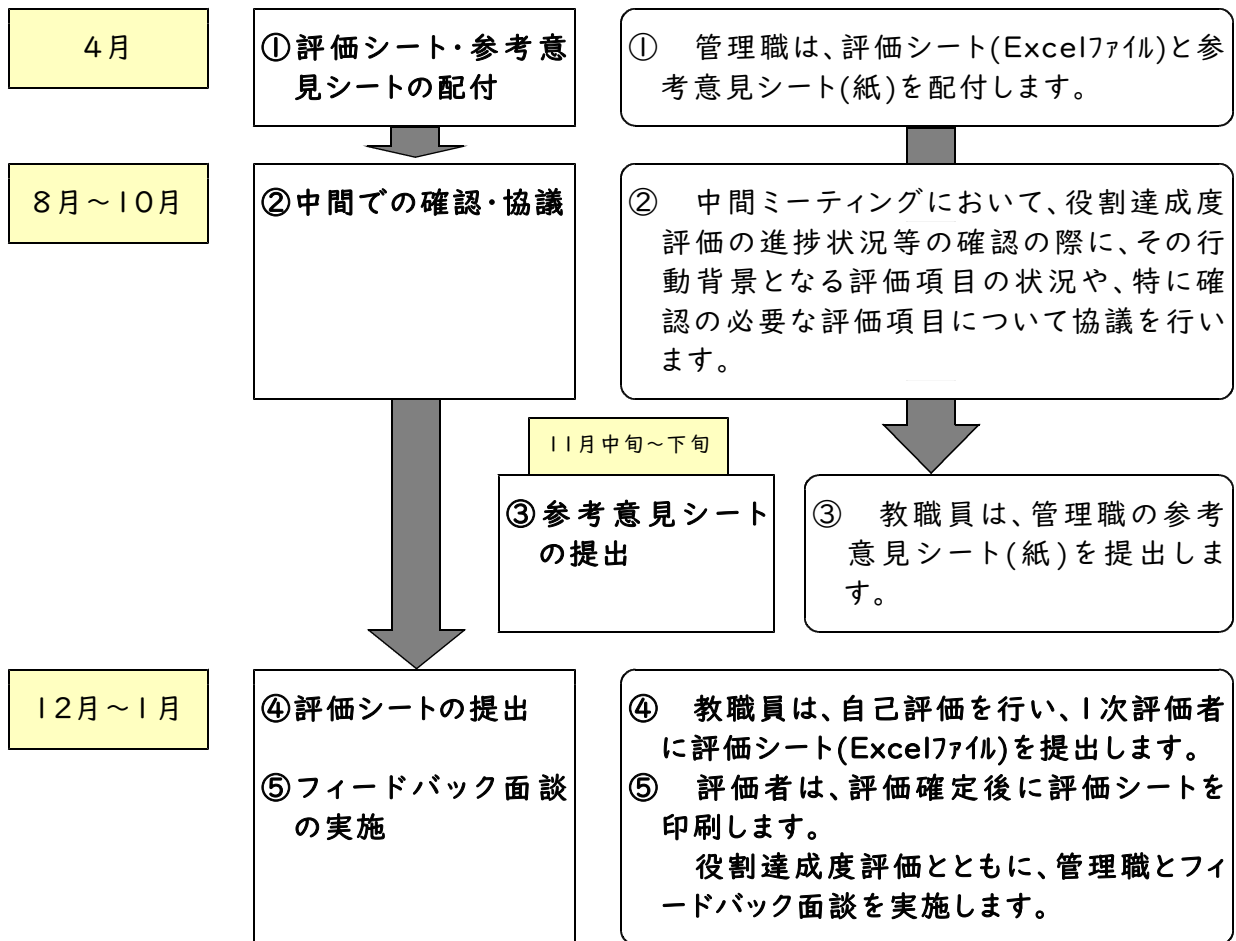 4月
①評価シート・参考意
見シートの配付
① 管理職は、評価シート(Excelファイル)と参
考意見シート(紙)を配付します。
8月~10月
②中間での確認・協議
② 中間ミーティングにおいて、役割達成度
評価の進捗状況等の確認の際に、その行
動背景となる評価項目の状況や、特に確
認の必要な評価項目について協議を行い
ます。
11月中旬~下旬
③参考意見シート
の提出
③ 教職員は、管理職の参考
意見シート(紙)を提出しま
す。
12月~1月
④評価シートの提出
⑤フィードバック面談
の実施
④ 教職員は、自己評価を行い、1次評価者
に評価シート(Excelファイル)を提出します。
⑤ 評価者は、評価確定後に評価シートを
印刷します。
役割達成度評価とともに、管理職とフィ
ードバック面談を実施します。